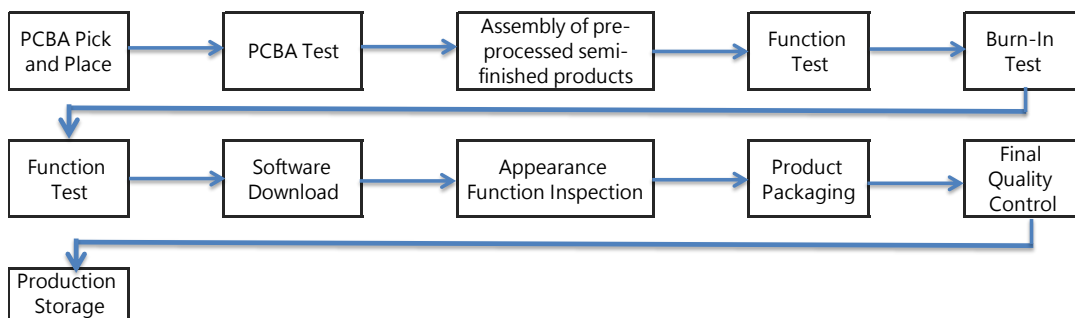 PCBA Pick
and Place
PCBA Test
Assembly of pre-
processed semi-
finished products
Function
Test
Burn-In
Test
Function
Test
Software
Download
Appearance
Function Inspection
Product
Packaging
Final
Quality
Control
Production
Storage